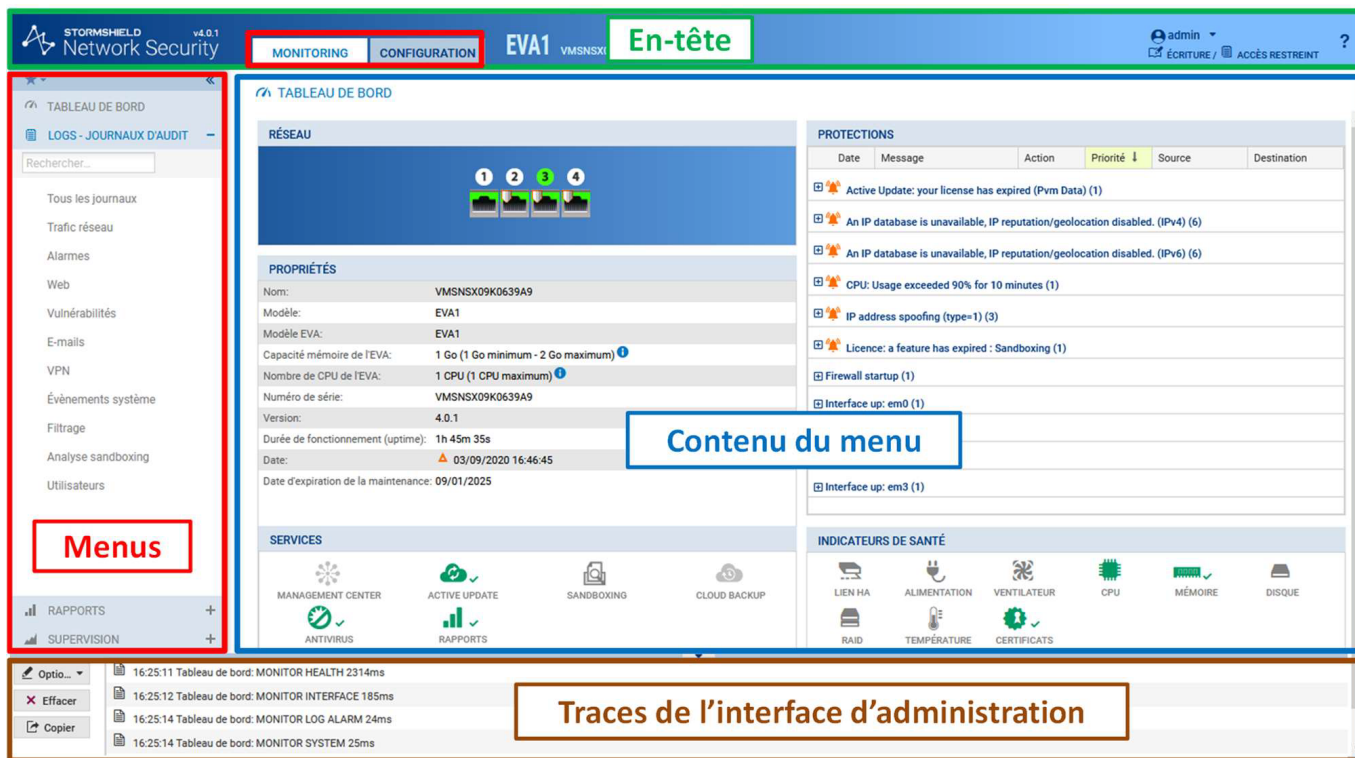 STORMSHIELD v4.0.1
Network Security
MONITORING CONFIGURATION
EVA1
En-tête
admin
ÉCRITURE / ACCÈS RESTREINT
?
TABLEAU DE BORD
LOGS - JOURNAUX D'AUDIT
Rechercher...
Tous les journaux
Trafic réseau
Alarmes
Web
Vulnérabilités
E-mails
VPN
Évènements système
Filtrage
Analyse sandboxing
Utilisateurs
Menus
RAPPORTS
SUPERVISION
TABLEAU DE BORD
RÉSEAU
1 2 3 4
PROPRIÉTÉS
Nom: VMSNSX09K0639A9
Modèle: EVA1
Modèle EVA: EVA1
Capacité mémoire de l'EVA: 1 Go (1 Go minimum - 2 Go maximum)
Nombre de CPU de l'EVA: 1 CPU (1 CPU maximum)
Numéro de série: VMSNSX09K0639A9
Version: 4.0.1
Durée de fonctionnement (uptime): 1h 45m 35s
Date: 03/09/2020 16:46:45
Date d'expiration de la maintenance: 09/01/2025
SERVICES
MANAGEMENT CENTER ACTIVE UPDATE SANDBOXING CLOUD BACKUP
ANTIVIRUS RAPPORTS
PROTECTIONS
Date Message Action Priorité Source Destination
Active Update: your license has expired (Pvm Data) (1)
An IP database is unavailable, IP reputation/geolocation disabled. (IPv4) (6)
An IP database is unavailable, IP reputation/geolocation disabled. (IPv6) (6)
CPU: Usage exceeded 90% for 10 minutes (1)
IP address spoofing (type=1) (3)
Licence: a feature has expired : Sandboxing (1)
Firewall startup (1)
Interface up: em0 (1)
Contenu du menu
Interface up: em3 (1)
INDICATEURS DE SANTÉ
LIEN HA ALIMENTATION VENTILATEUR CPU MÉMOIRE DISQUE
RAID TEMPÉRATURE CERTIFICATS
Optio...
Effacer
Copier
16:25:11 Tableau de bord: MONITOR HEALTH 2314ms
16:25:12 Tableau de bord: MONITOR INTERFACE 185ms
16:25:14 Tableau de bord: MONITOR LOG ALARM 24ms
16:25:14 Tableau de bord: MONITOR SYSTEM 25ms
Traces de l'interface d'administration